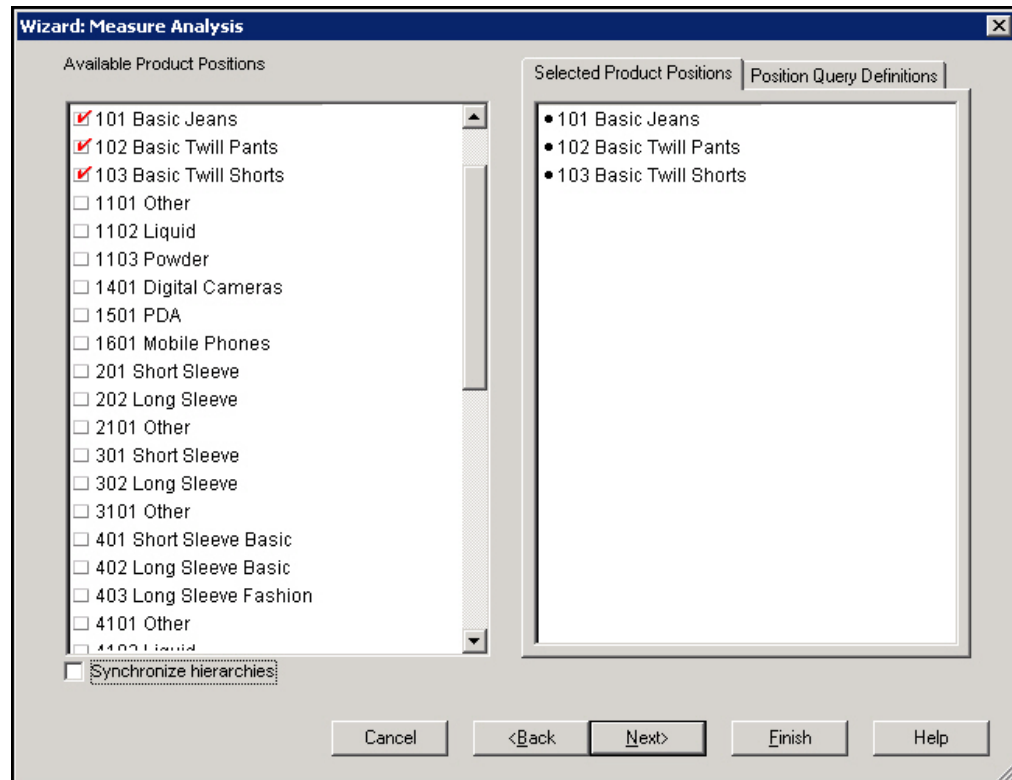 Wizard: Measure Analysis
Available Product Positions
101 Basic Jeans
102 Basic Twill Pants
103 Basic Twill Shorts
1101 Other
1102 Liquid
1103 Powder
1401 Digital Cameras
1501 PDA
1601 Mobile Phones
201 Short Sleeve
202 Long Sleeve
2101 Other
301 Short Sleeve
302 Long Sleeve
3101 Other
401 Short Sleeve Basic
402 Long Sleeve Basic
403 Long Sleeve Fashion
4101 Other
4102 Liquid
Synchronize hierarchies
Selected Product Positions Position Query Definitions
• 101 Basic Jeans
• 102 Basic Twill Pants
• 103 Basic Twill Shorts
Cancel <Back Next> Finish Help